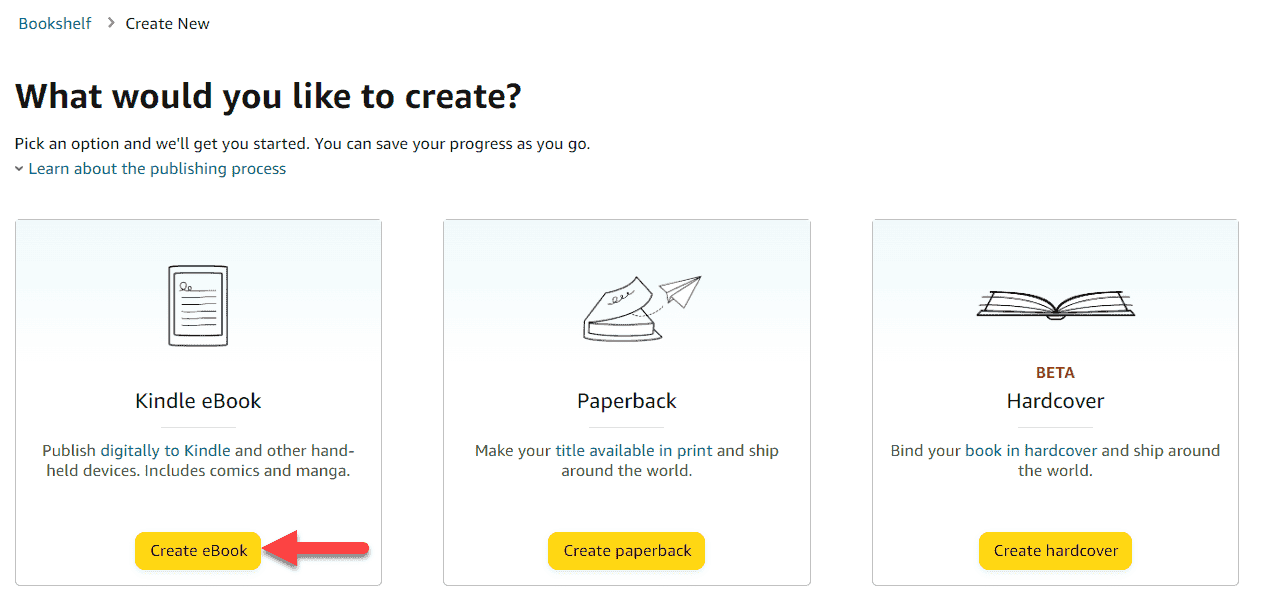 Bookshelf > Create New
What would you like to create?
Pick an option and we'll get you started. You can save your progress as you go.
Learn about the publishing process
Kindle eBook
Publish digitally to Kindle and other hand-
held devices. Includes comics and manga.
Create eBook
Paperback
Make your title available in print and ship
around the world.
Create paperback
BETA
Hardcover
Bind your book in hardcover and ship around
the world.
Create hardcover